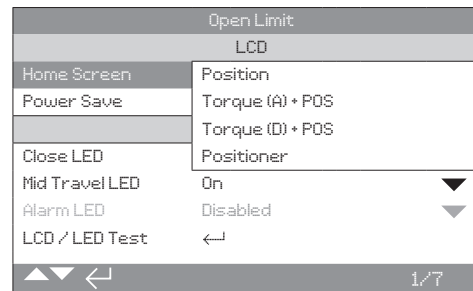 Open Limit
LCD
Home Screen
Position
Power Save
Torque (A) + POS
Torque (D) + POS
Close LED
Positioner
Mid Travel LED On
Alarm LED Disabled
LCD / LED Test
1/7